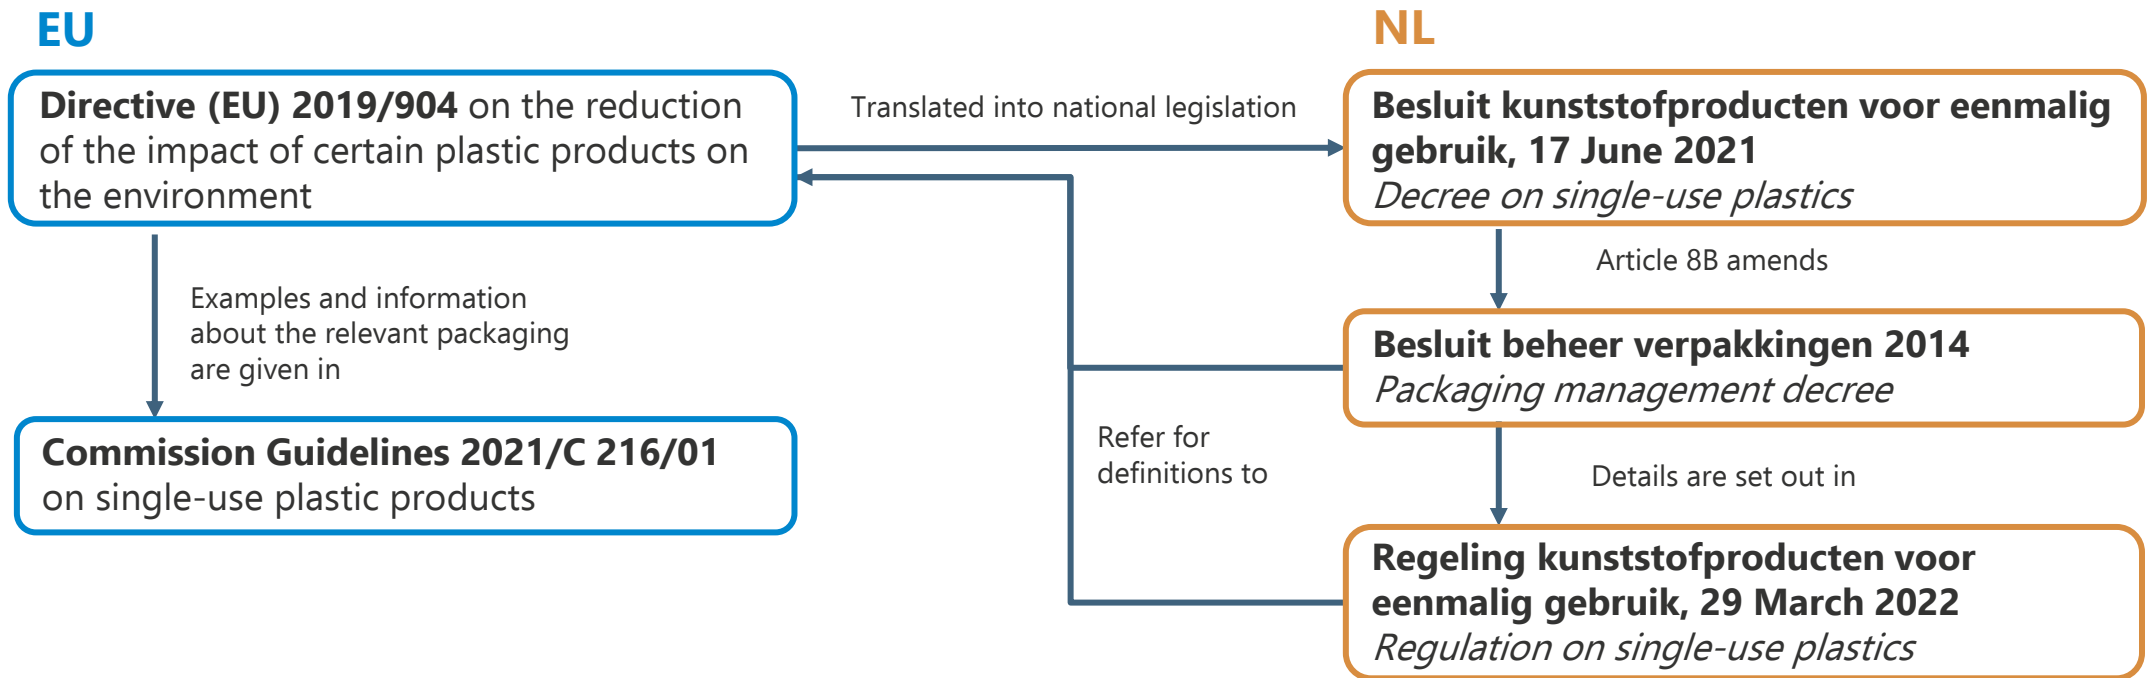 EU
NL
Directive (EU) 2019/904 on the reduction
of the impact of certain plastic products on
the environment
Translated into national legislation
Besluit kunststofproducten voor eenmalig
gebruik, 17 June 2021
Decree on single-use plastics
Examples and information
about the relevant packaging
are given in
Article 8B amends
Besluit beheer verpakkingen 2014
Packaging management decree
Commission Guidelines 2021/C 216/01
on single-use plastic products
Refer for
definitions to
Details are set out in
Regeling kunststofproducten voor
eenmalig gebruik, 29 March 2022
Regulation on single-use plastics